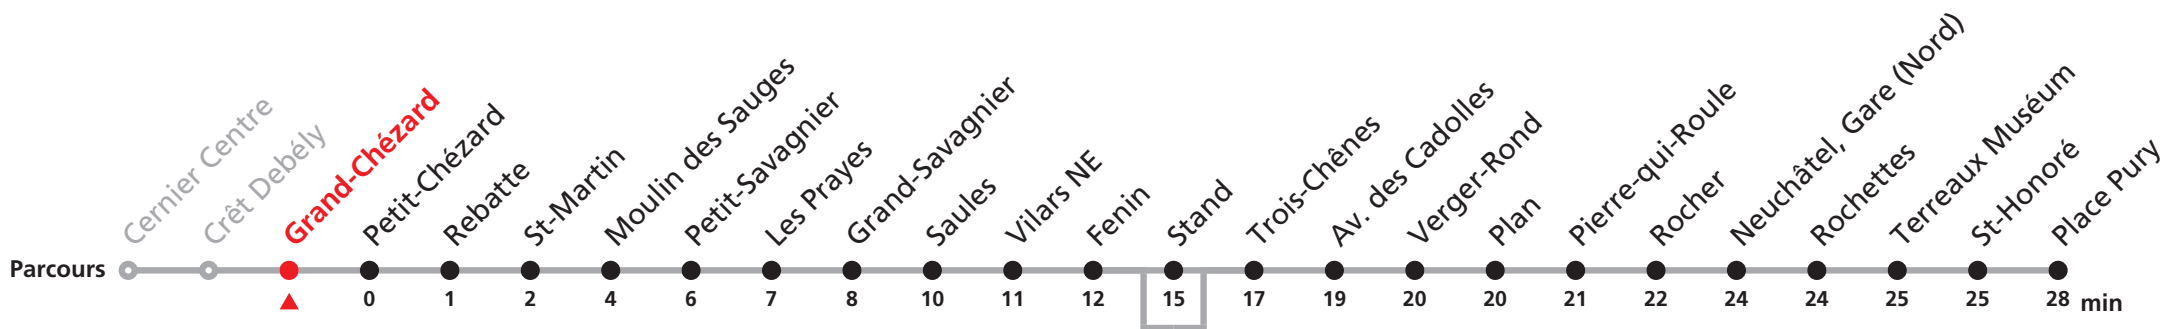 Cernier Centre
Crêt Debély
Grand-Chézard
Petit-Chézard
Rebatte
St-Martin
Moulin des Sauges
Petit-Savagnier
Les Prayes
Grand-Savagnier
Saules
Vilars NE
Fenin
Stand
Trois-Chênes
Av. des Cadolles
Verger-Rond
Plan
Pierre-qui-Roule
Rocher
Neuchâtel, Gare (Nord)
Rochettes
Terreaux Muséum
St-Honoré
Place Pury
Parcours
0 1 2 4 6 7 8 10 11 12 15 17 19 20 20 21 22 24 24 25 25 28 min